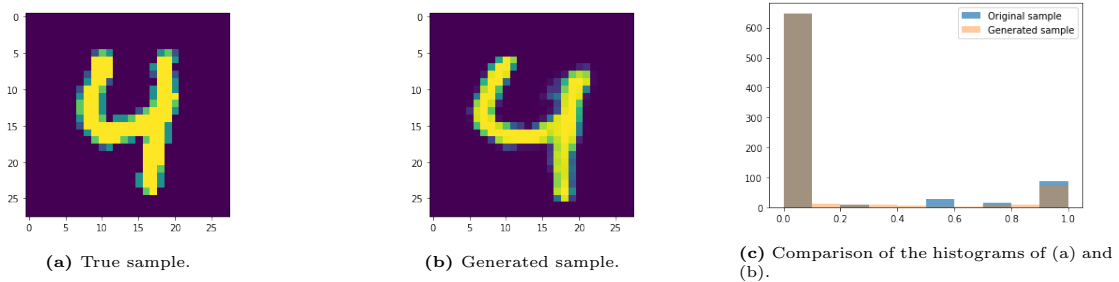 0
5
10
15
20
25
0 5 10 15 20 25
(a) True sample.
0
5
10
15
20
25
0 5 10 15 20 25
(b) Generated sample.
Original sample
Generated sample
600
500
400
300
200
100
0
0.0 0.2 0.4 0.6 0.8 1.0
(c) Comparison of the histograms of (a) and
(b).